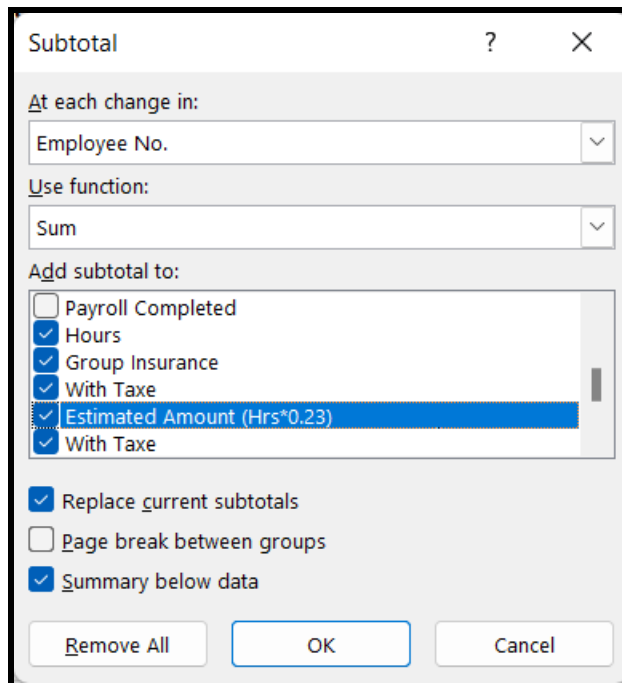 Subtotal ?
At each change in:
Employee No.
Use function:
Sum
Add subtotal to:
Payroll Completed
Hours
Group Insurance
With Taxe
Estimated Amount (Hrs*0.23)
With Taxe
Replace current subtotals
Page break between groups
Summary below data
Remove All OK Cancel